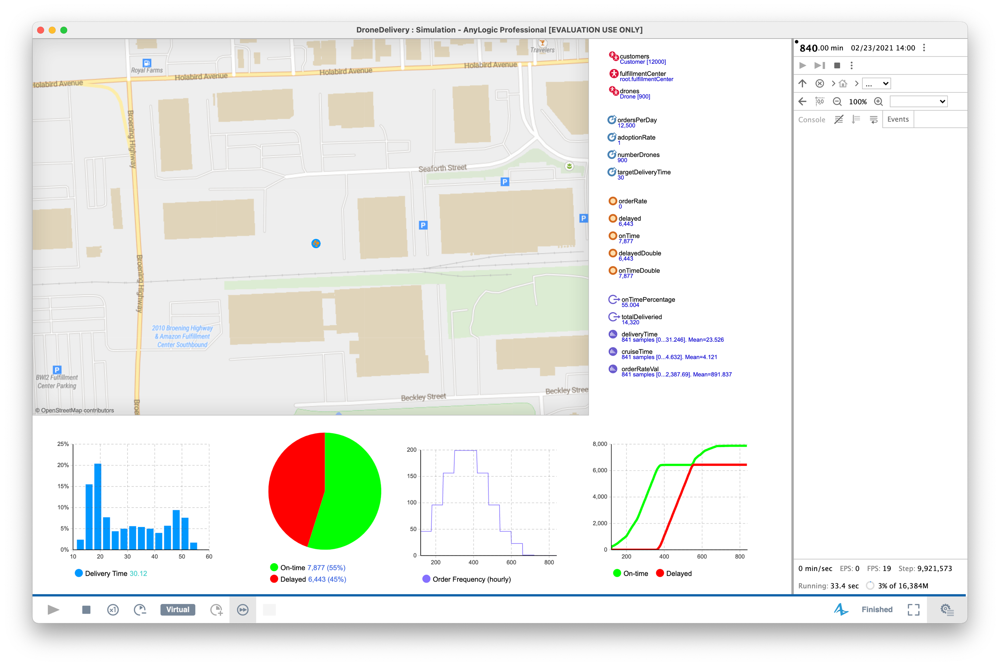 DroneDelivery : Simulation - AnyLogic Professional [EVALUATION USE ONLY]
Travelers
Royal Farms
Holabird Avenue
Holabird Avenue
Holabird Avenue
Holabird Avenue
Broening Highway
Seaforth Street
P
P
P
Broening Highway
2010 Broening Highway
& Amazon Fulfillment
Center Southbound
P
BWI2 Fulfillment
Center Parking
Broe
Beckley Street
Beckley Stree
© OpenStreetMap contributors
customers
Customer [12000]
fulfillmentCenter
root.fulfillmentCenter
drones
Drone [900]
ordersPerDay
12,500
adoptionRate
1
numberDrones
900
targetDeliveryTime
30
orderRate
0
delayed
6,443
onTime
7,877
delayedDouble
6,443
onTimeDouble
7,877
onTimePercentage
55.004
totalDeliveried
14,320
deliveryTime
841 samples [0...31.246]. Mean=23.526
cruiseTime
841 samples [0...4.632]. Mean=4.121
orderRateVal
841 samples [0...2,387.69]. Mean=891.837
840.00 min 02/23/2021 14:00
...
0,0 100%
Console Events
25%
20%
15%
10%
5%
0%
10 20 30 40 50 60
Delivery Time 30.12
On-time 7,877 (55%)
Delayed 6,443 (45%)
200
150
100
50
0
200 400 600 800
Order Frequency (hourly)
8,000
6,000
4,000
2,000
0
200 400 600 800
On-time Delayed
0 min/sec EPS: 0 FPS: 19 Step: 9,921,573
Running: 33.4 sec 3% of 16,384M
x1 Virtual Finished